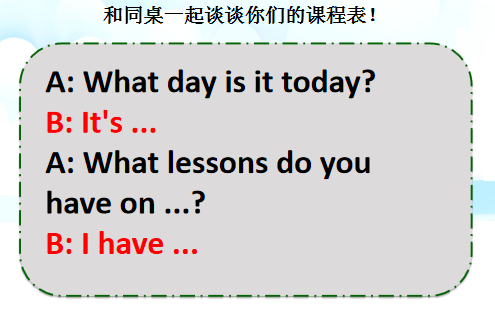 和同桌一起谈谈你们的课程表！
A: What day is it today?
B: It's ...
A: What lessons do you
have on ...?
B: I have ...